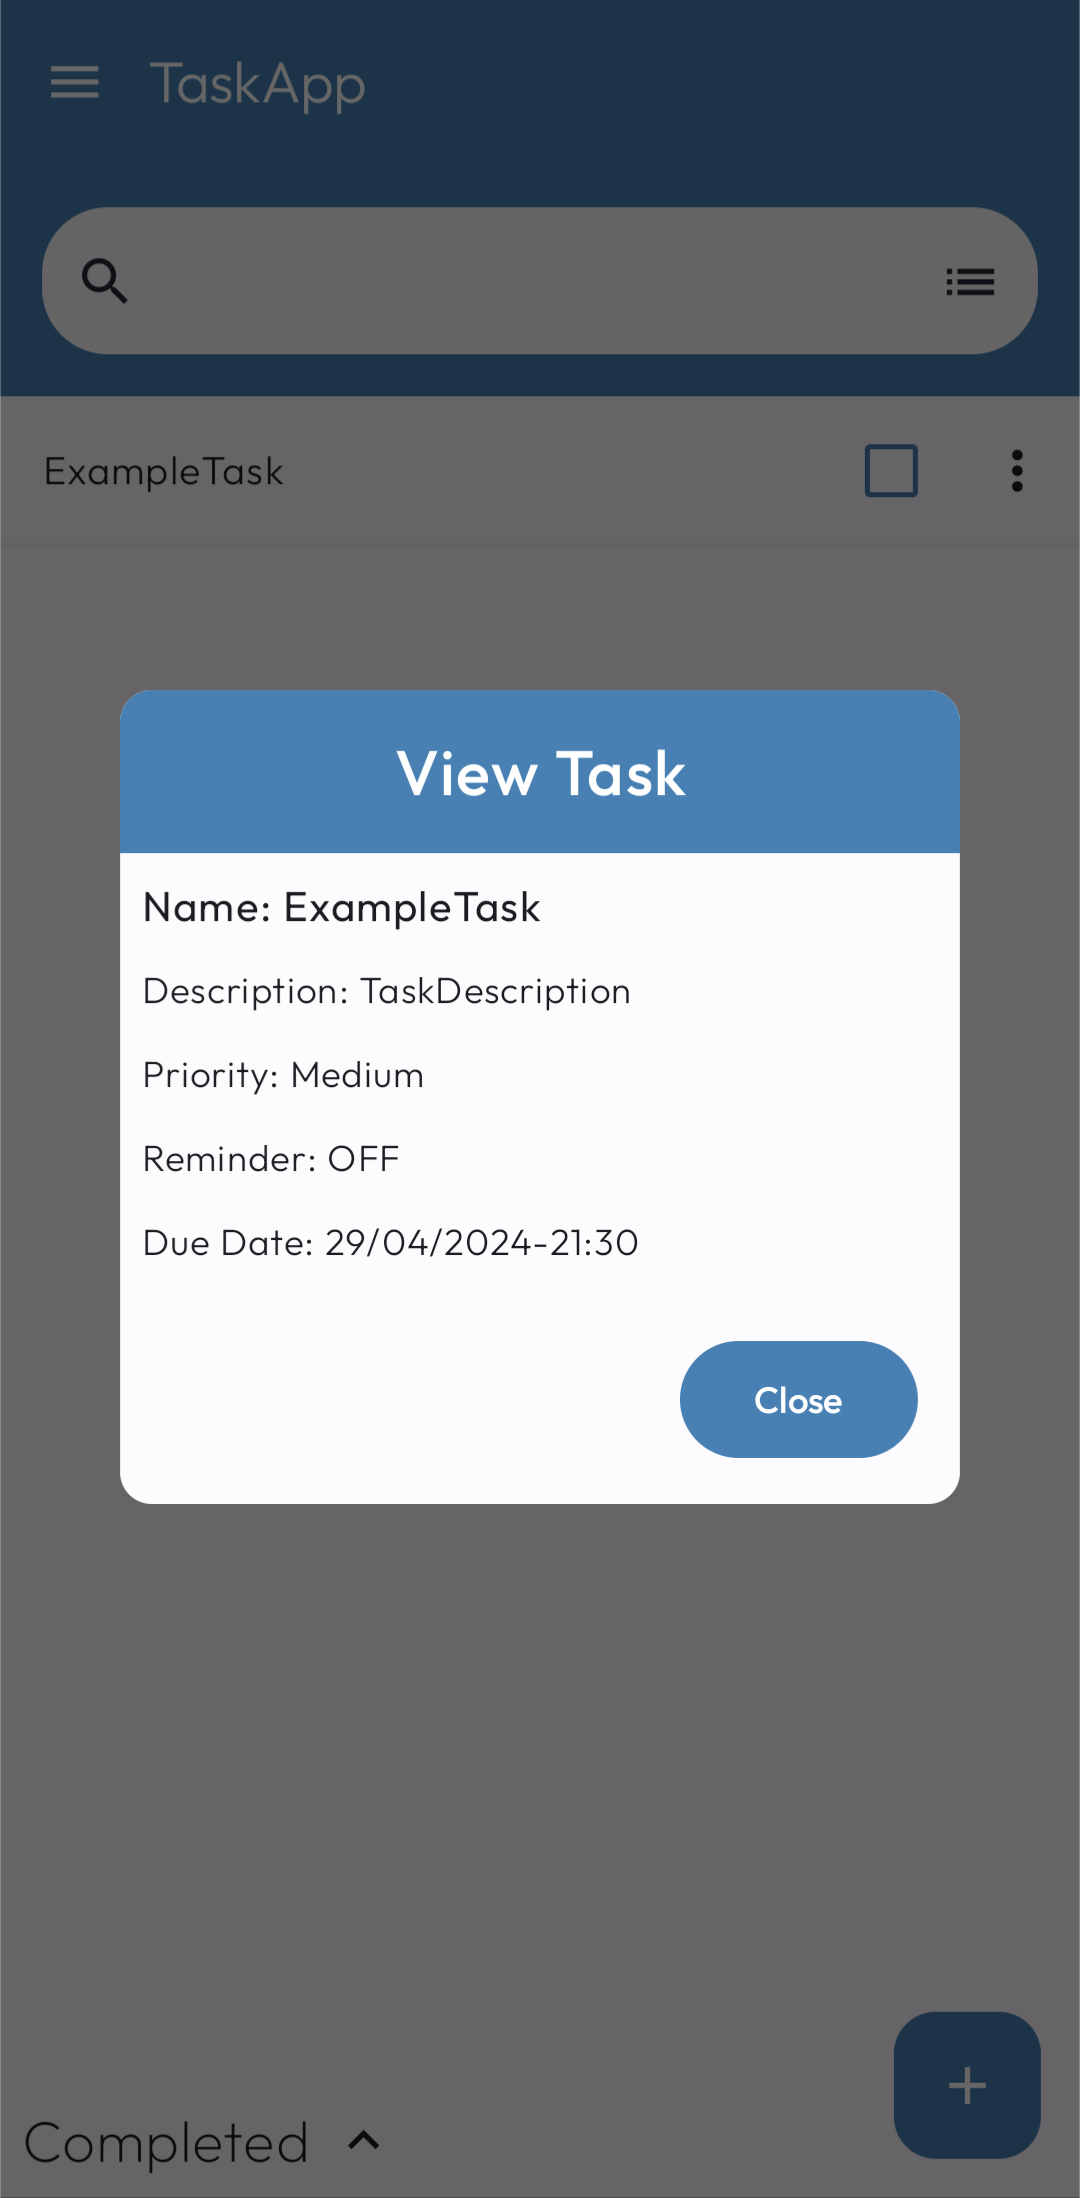 TaskApp
ExampleTask
View Task
Name: ExampleTask
Description: TaskDescription
Priority: Medium
Reminder: OFF
Due Date: 29/04/2024-21:30
Close
Completed